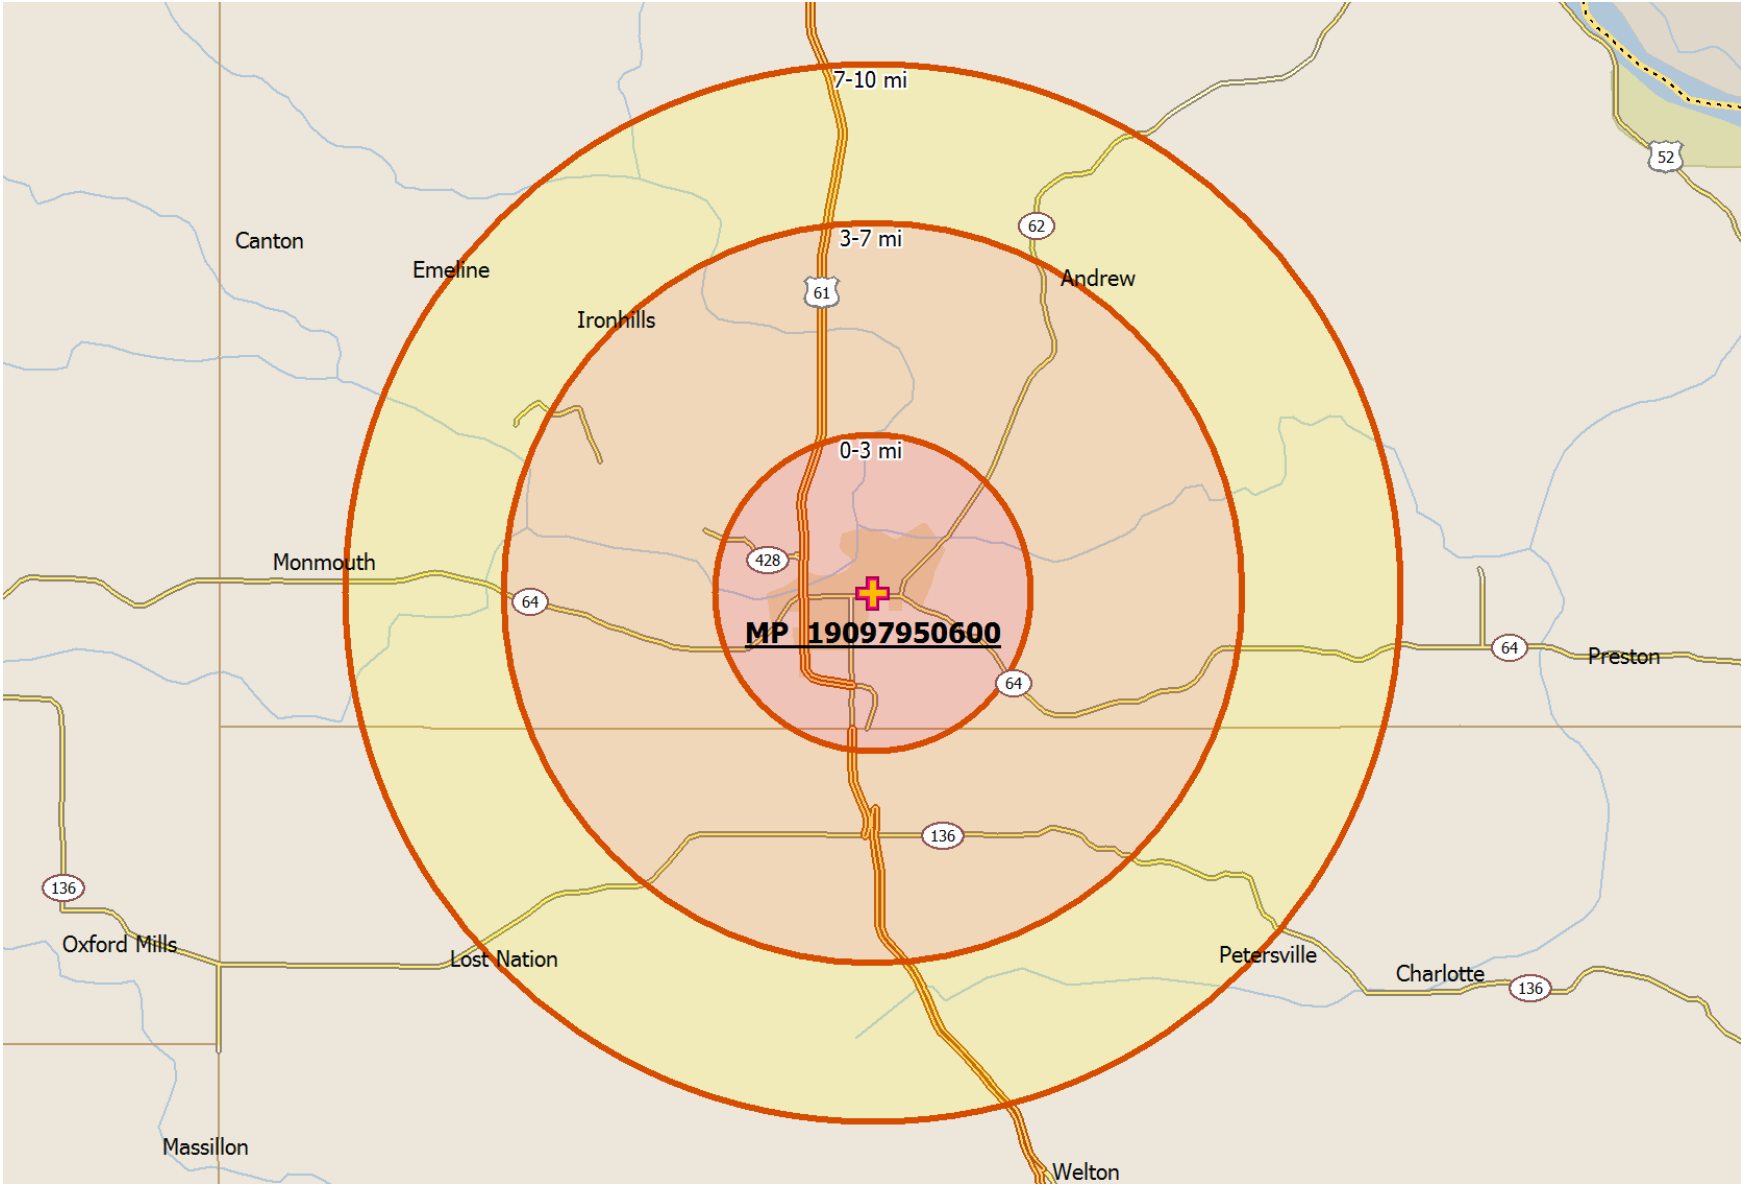 7-10 mi
52
62
3-7 mi
Canton
Emeline
Andrew
61
Ironhills
0-3 mi
428
Monmouth
64
MP 19097950600
64
Preston
64
136
136
Oxford Mills
Lost Nation
Petersville
Charlotte
136
Massillon
Welton